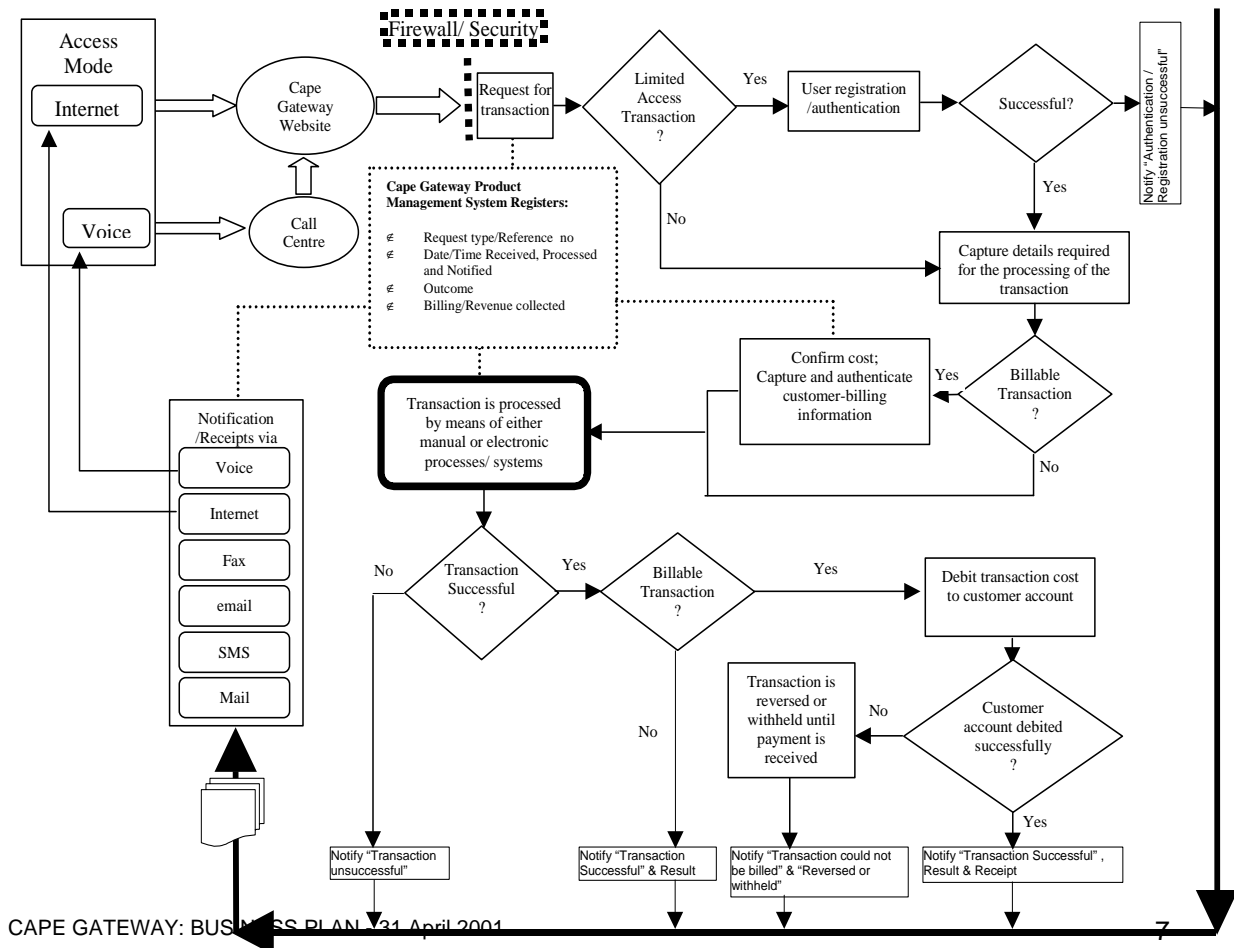 Firewall/ Security
Access
Mode
Internet
Voice
Cape
Gateway
Website
Call
Centre
Request for
transaction
Limited
Access
Transaction
?
Yes
No
User registration
/authentication
Successful?
Yes
Notify “Authentication /
Registration unsuccessful”
Cape Gateway Product
Management System Registers:
∉ Request type/Reference no
∉ Date/Time Received, Processed
and Notified
∉ Outcome
∉ Billing/Revenue collected
Capture details required
for the processing of the
transaction
Billable
Transaction
?
Yes
No
Confirm cost;
Capture and authenticate
customer-billing
information
Transaction is processed
by means of either
manual or electronic
processes/ systems
Notification
/Receipts via
Voice
Internet
Fax
email
SMS
Mail
Transaction
Successful
?
No
Yes
Billable
Transaction
?
Yes
No
Debit transaction cost
to customer account
Customer
account debited
successfully
?
No
Yes
Transaction is
reversed or
withheld until
payment is
received
Notify “Transaction
unsuccessful”
Notify “Transaction
Successful” & Result
Notify “Transaction could not
be billed” & “Reversed or
withheld”
Notify “Transaction Successful” ,
Result & Receipt
CAPE GATEWAY: BUSINESS PLAN - 31 April 2001
7